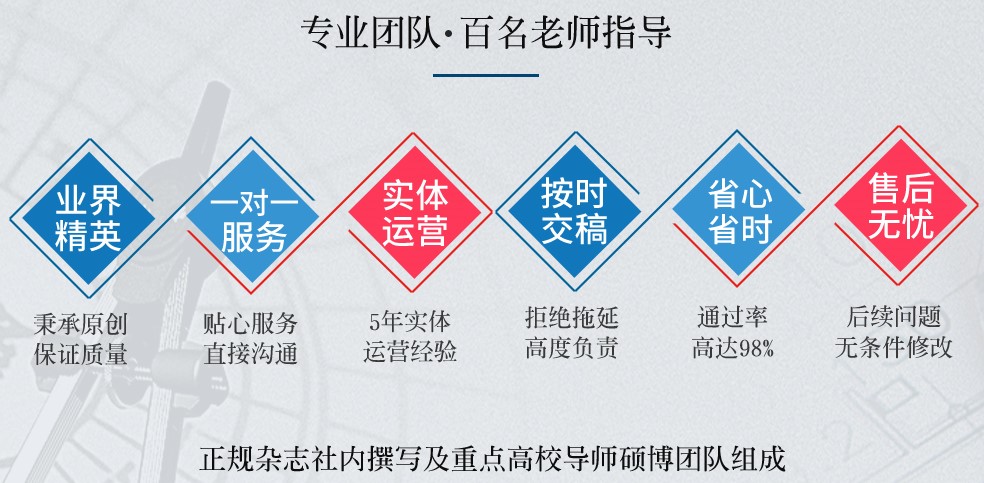 专业团队·百名老师指导
业界
精英
一对一
服务
实体
运营
按时
交稿
省心
省时
售后
无忧
秉承原创
保证质量
贴心服务
直接沟通
5年实体
运营经验
拒绝拖延
高度负责
通过率
高达98%
后续问题
无条件修改
正规杂志社内撰写及重点高校导师硕博团队组成